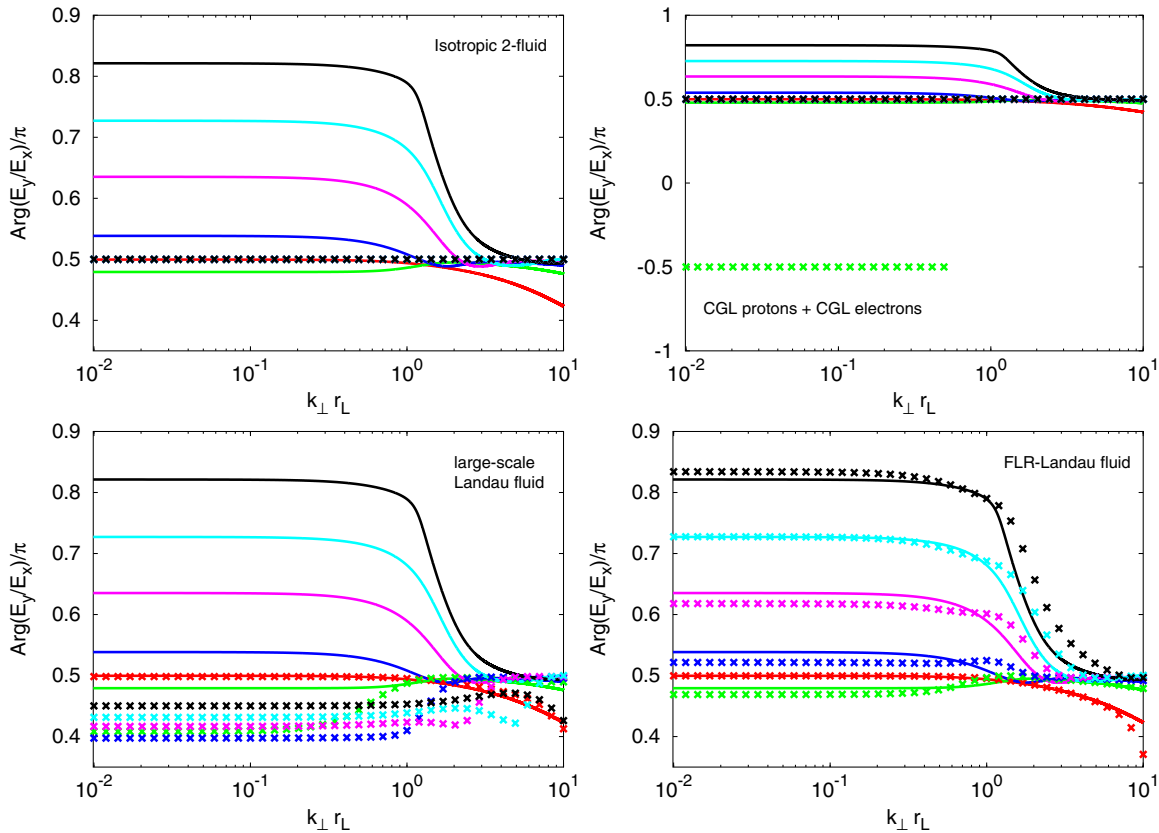 0.9
0.8
0.7
0.6
0.5
0.4
Arg(E_y/E_x)/π
Isotropic 2-fluid
10^-2 10^-1 10^0 10^1
k_⊥ r_L
1
0.5
0
-0.5
-1
Arg(E_y/E_x)/π
CGL protons + CGL electrons
10^-2 10^-1 10^0 10^1
k_⊥ r_L
0.9
0.8
0.7
0.6
0.5
0.4
Arg(E_y/E_x)/π
large-scale
Landau fluid
10^-2 10^-1 10^0 10^1
k_⊥ r_L
0.9
0.8
0.7
0.6
0.5
0.4
Arg(E_y/E_x)/π
FLR-Landau fluid
10^-2 10^-1 10^0 10^1
k_⊥ r_L